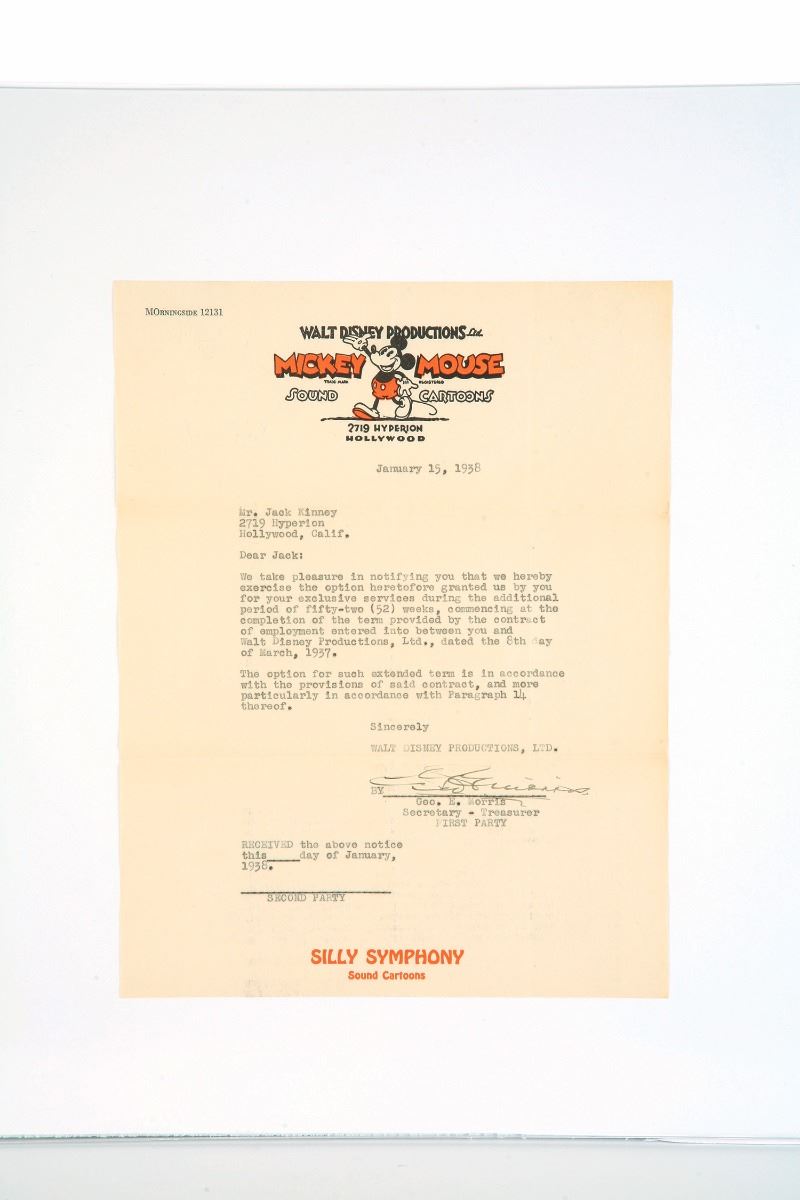 MORNINGSIDE 12131
WALT DISNEY PRODUCTIONS Ltd.
MICKEY MOUSE
TRADE MARK REGISTERED
SOUND CARTOONS
2719 HYPERION
HOLLYWOOD
January 15, 1938
Mr. Jack Kinney
2719 Hyperion
Hollywood, Calif.
Dear Jack:
We take pleasure in notifying you that we hereby
exercise the option heretofore granted us by you
for your exclusive services during the additional
period of fifty-two (52) weeks, commencing at the
completion of the term provided by the contract
of employment entered into between you and
Walt Disney Productions, Ltd., dated the 8th day
of March, 1937.
The option for such extended term is in accordance
with the provisions of said contract, and more
particularly in accordance with Paragraph 14
thereof.
Sincerely
WALT DISNEY PRODUCTIONS, LTD.
BY
Geo. E. Morris
Secretary - Treasurer
FIRST PARTY
RECEIVED the above notice
this____day of January,
1938.
SECOND PARTY
SILLY SYMPHONY
Sound Cartoons